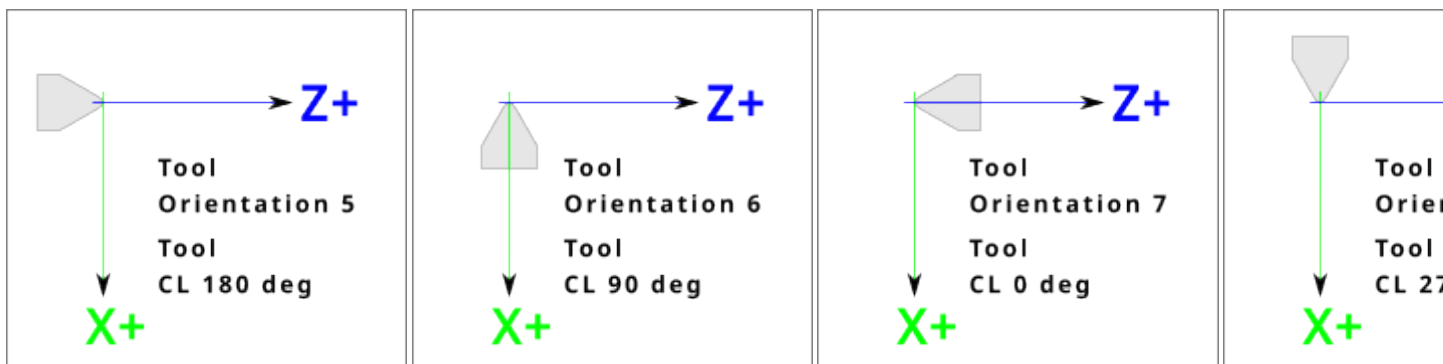 Z+
Tool
Orientation 5
Tool
CL 180 deg
X+
Z+
Tool
Orientation 6
Tool
CL 90 deg
X+
Z+
Tool
Orientation 7
Tool
CL 0 deg
X+
Tool
Tool
CL
X+